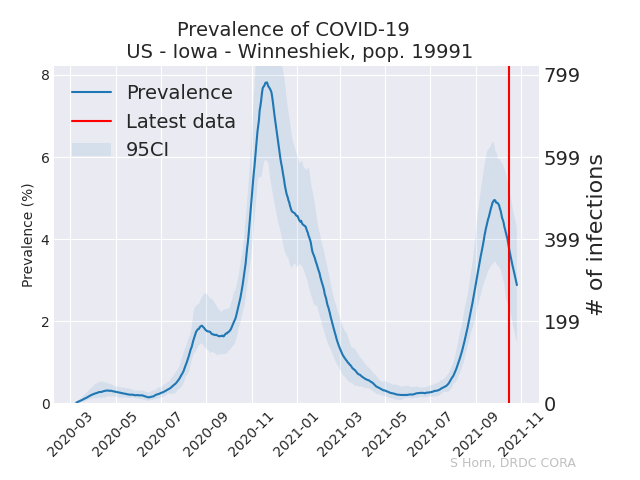 Prevalence of COVID-19
US - Iowa - Winneshiek, pop. 19991
Prevalence
Latest data
95CI
Prevalence (%)
8
6
4
2
0
799
599
399
199
0
# of infections
2020-03
2020-05
2020-07
2020-09
2020-11
2021-01
2021-03
2021-05
2021-07
2021-09
2021-11
S Horn, DRDC CORA